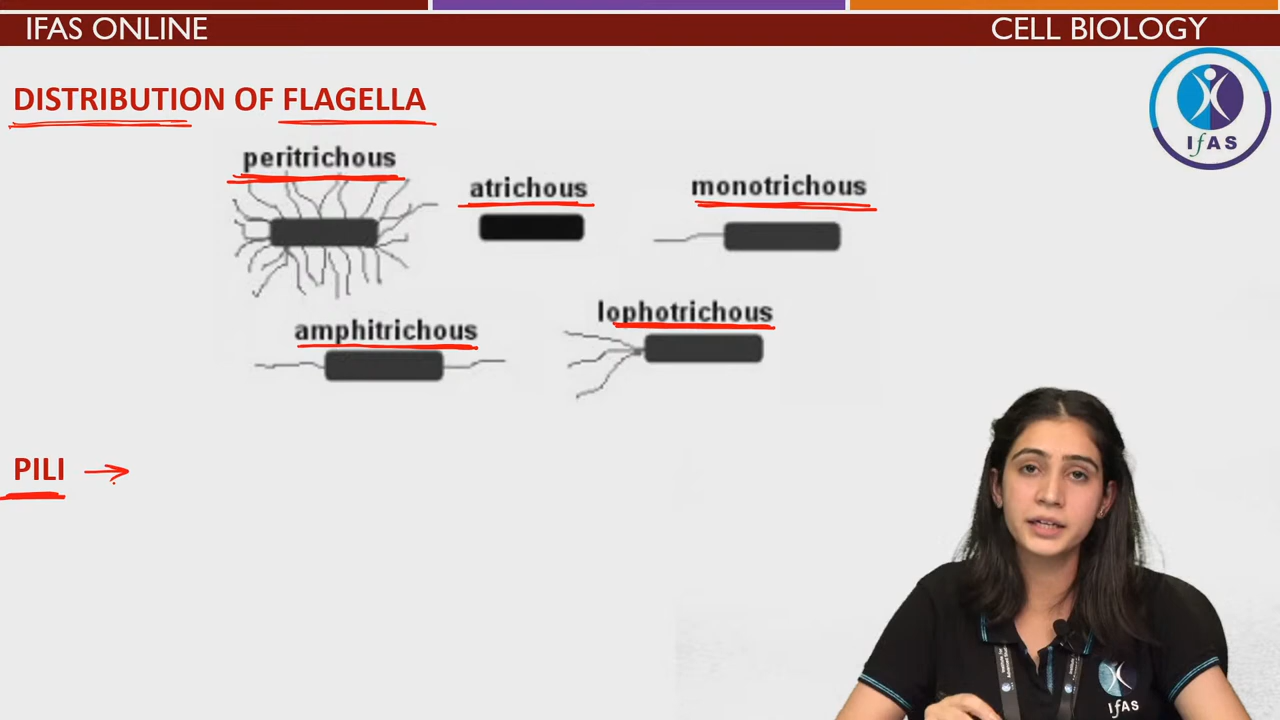 IFAS ONLINE
CELL BIOLOGY
IfAS
DISTRIBUTION OF FLAGELLA
peritrichous
atrichous
monotrichous
amphitrichous
lophotrichous
PILI →
IfAS